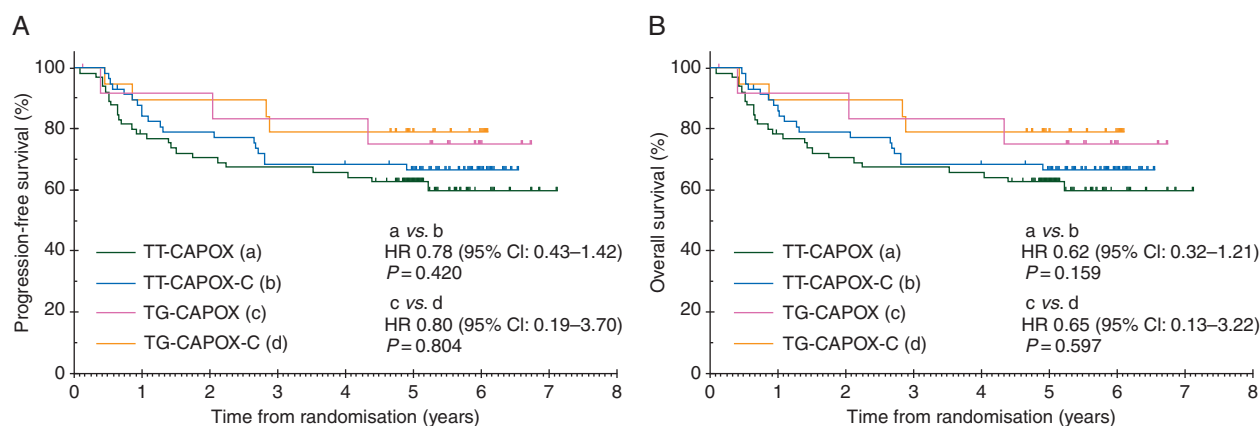 A
Progression-free survival (%)
100
80
60
40
20
0
TT-CAPOX (a)
TT-CAPOX-C (b)
TG-CAPOX (c)
TG-CAPOX-C (d)
a vs. b
HR 0.78 (95% CI: 0.43–1.42)
P = 0.420
c vs. d
HR 0.80 (95% CI: 0.19–3.70)
P = 0.804
0 1 2 3 4 5 6 7 8
Time from randomisation (years)
B
Overall survival (%)
100
80
60
40
20
0
TT-CAPOX (a)
TT-CAPOX-C (b)
TG-CAPOX (c)
TG-CAPOX-C (d)
a vs. b
HR 0.62 (95% CI: 0.32–1.21)
P = 0.159
c vs. d
HR 0.65 (95% CI: 0.13–3.22)
P = 0.597
0 1 2 3 4 5 6 7 8
Time from randomisation (years)